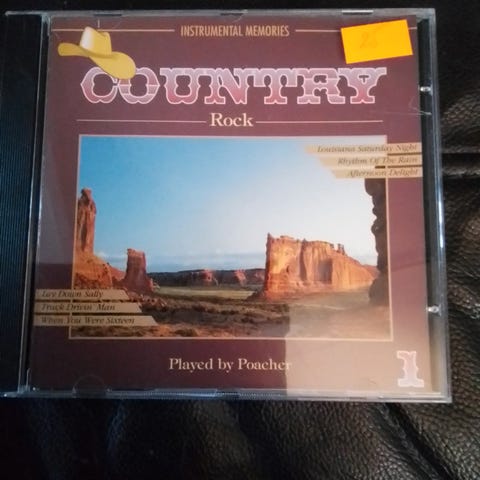 INSTRUMENTAL MEMORIES
25
COUNTRY
Rock
Louisiana Saturday Night
Rhythm Of The Rain
Afternoon Delight
Lay Down Sally
Truck Drivin' Man
When You Were Sixteen
Played by Poacher
1